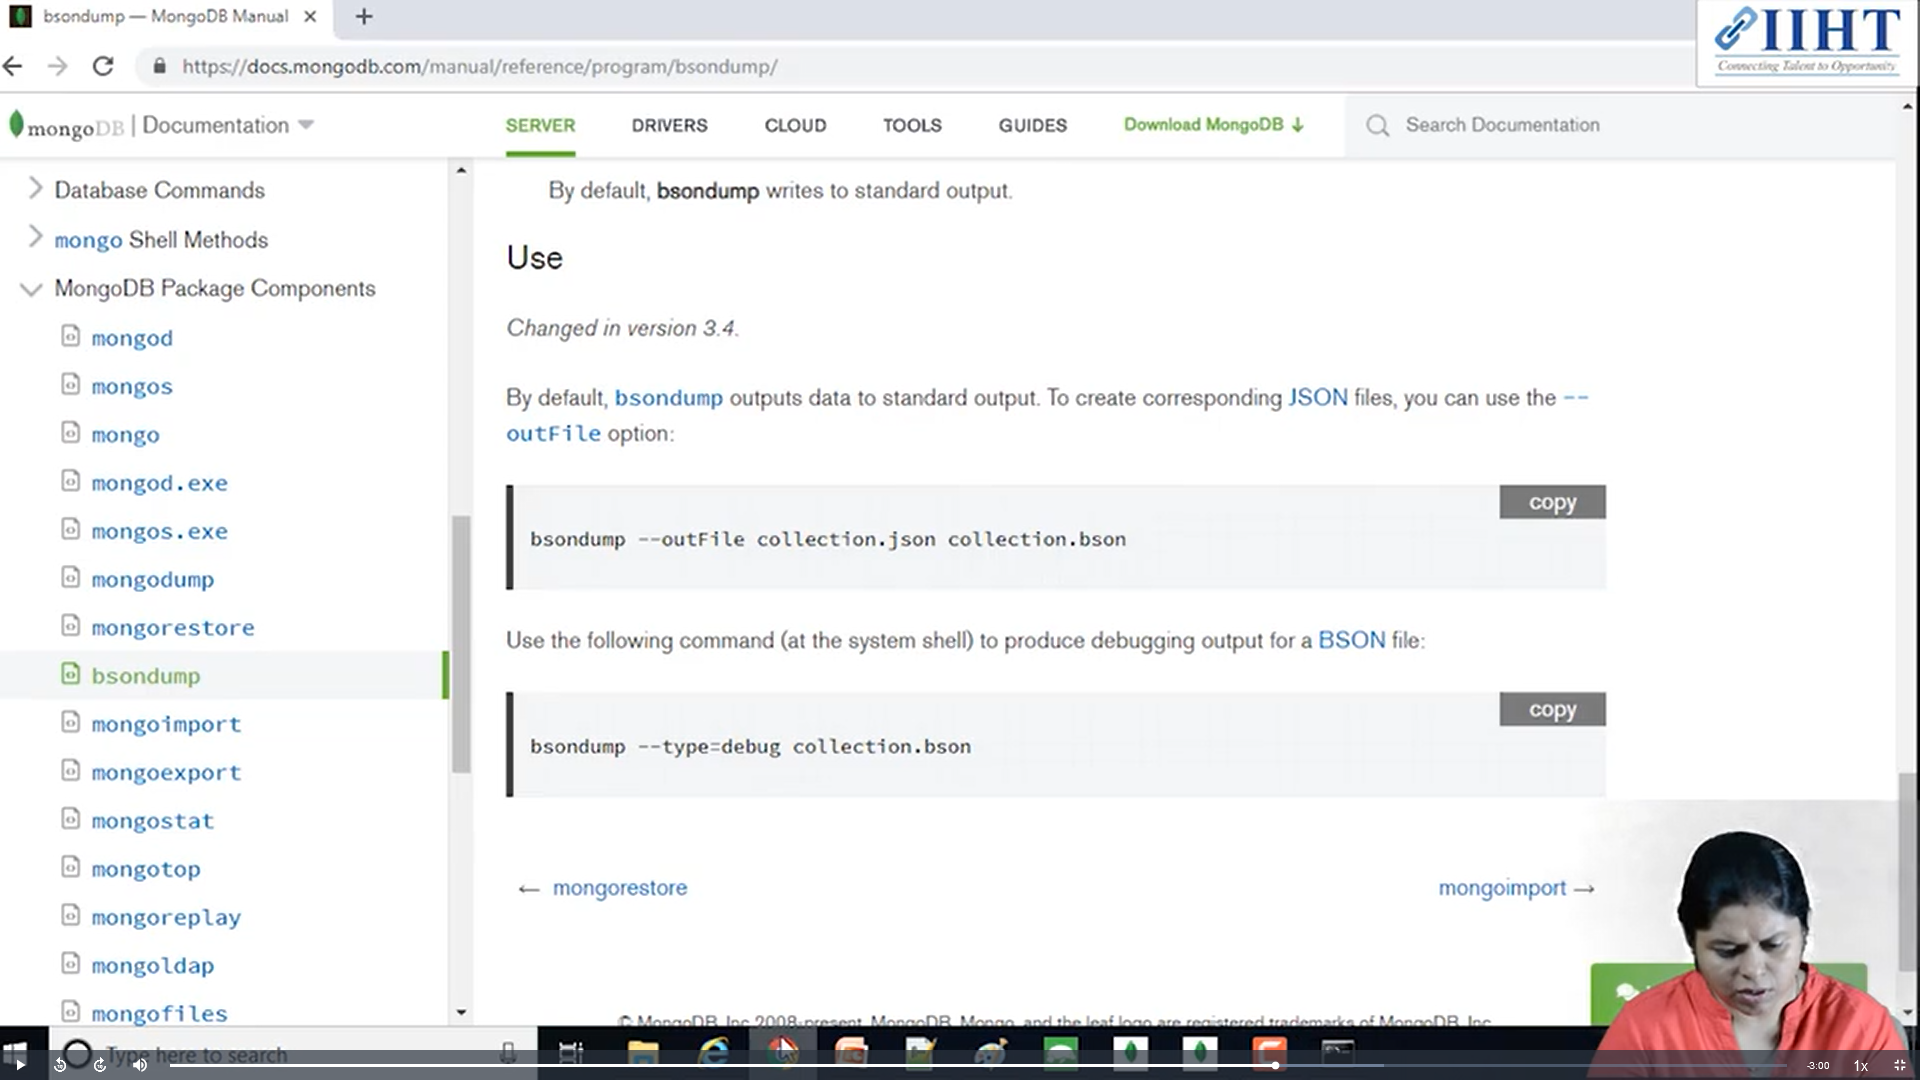 bsondump — MongoDB Manual
IIHT
Connecting Talent to Opportunity
https://docs.mongodb.com/manual/reference/program/bsondump/
mongoDB | Documentation
SERVER
DRIVERS
CLOUD
TOOLS
GUIDES
Download MongoDB
Search Documentation
Database Commands
mongo Shell Methods
MongoDB Package Components
mongod
mongos
mongo
mongod.exe
mongos.exe
mongodump
mongorestore
bsondump
mongoimport
mongoexport
mongostat
mongotop
mongoreplay
mongoldap
mongofiles
By default, bsondump writes to standard output.
Use
Changed in version 3.4.
By default, bsondump outputs data to standard output. To create corresponding JSON files, you can use the --
outFile option:
copy
bsondump --outFile collection.json collection.bson
Use the following command (at the system shell) to produce debugging output for a BSON file:
copy
bsondump --type=debug collection.bson
← mongorestore
mongoimport →
© MongoDB, Inc 2008-present. MongoDB, Mongo, and the leaf logo are registered trademarks of MongoDB, Inc
Type here to search
-3:00
1x